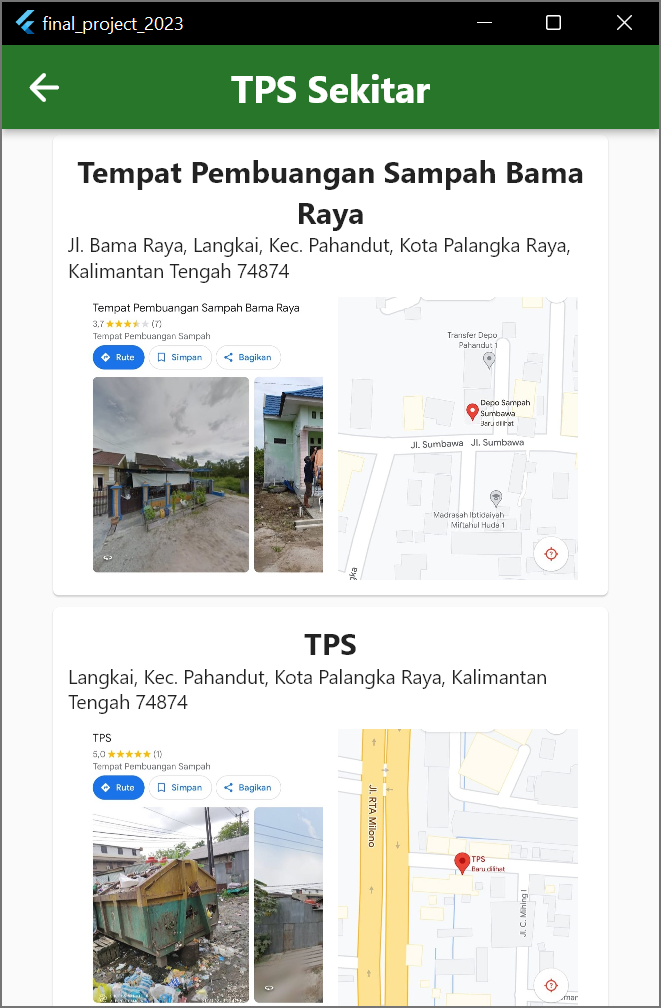 final_project_2023
TPS Sekitar
Tempat Pembuangan Sampah Bama
Raya
Jl. Bama Raya, Langkai, Kec. Pahandut, Kota Palangka Raya,
Kalimantan Tengah 74874
Tempat Pembuangan Sampah Bama Raya
3,7 (7)
Tempat Pembuangan Sampah
Rute
Simpan
Bagikan
Transfer Depo
Pahandut 1
Depo Sampah
Sumbawa
Baru dilihat
Jl. Sumbawa
Jl. Sumbawa
Madrasah Ibtidaiyah
Miftahul Huda 1
TPS
Langkai, Kec. Pahandut, Kota Palangka Raya, Kalimantan
Tengah 74874
TPS
5,0 (1)
Tempat Pembuangan Sampah
Rute
Simpan
Bagikan
Jl. RTA Milono
TPS
Baru dilihat
Jl. C. Mihing I